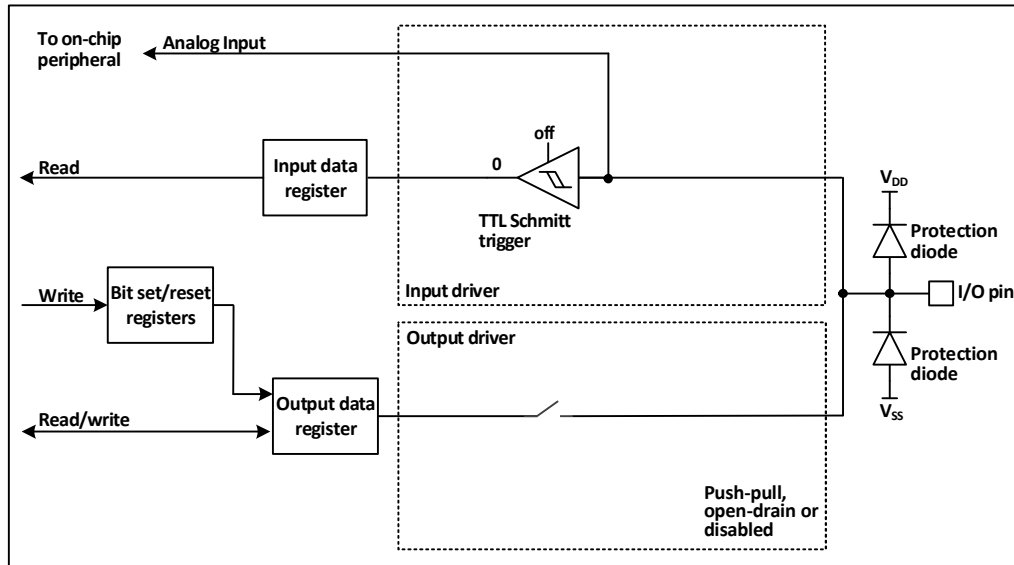 To on-chip
peripheral
Analog Input
off
Read
Input data
register
0
TTL Schmitt
trigger
VDD
Protection
diode
Write
Bit set/reset
registers
Input driver
I/O pin
Output driver
Protection
diode
Read/write
Output data
register
VSS
Push-pull,
open-drain or
disabled